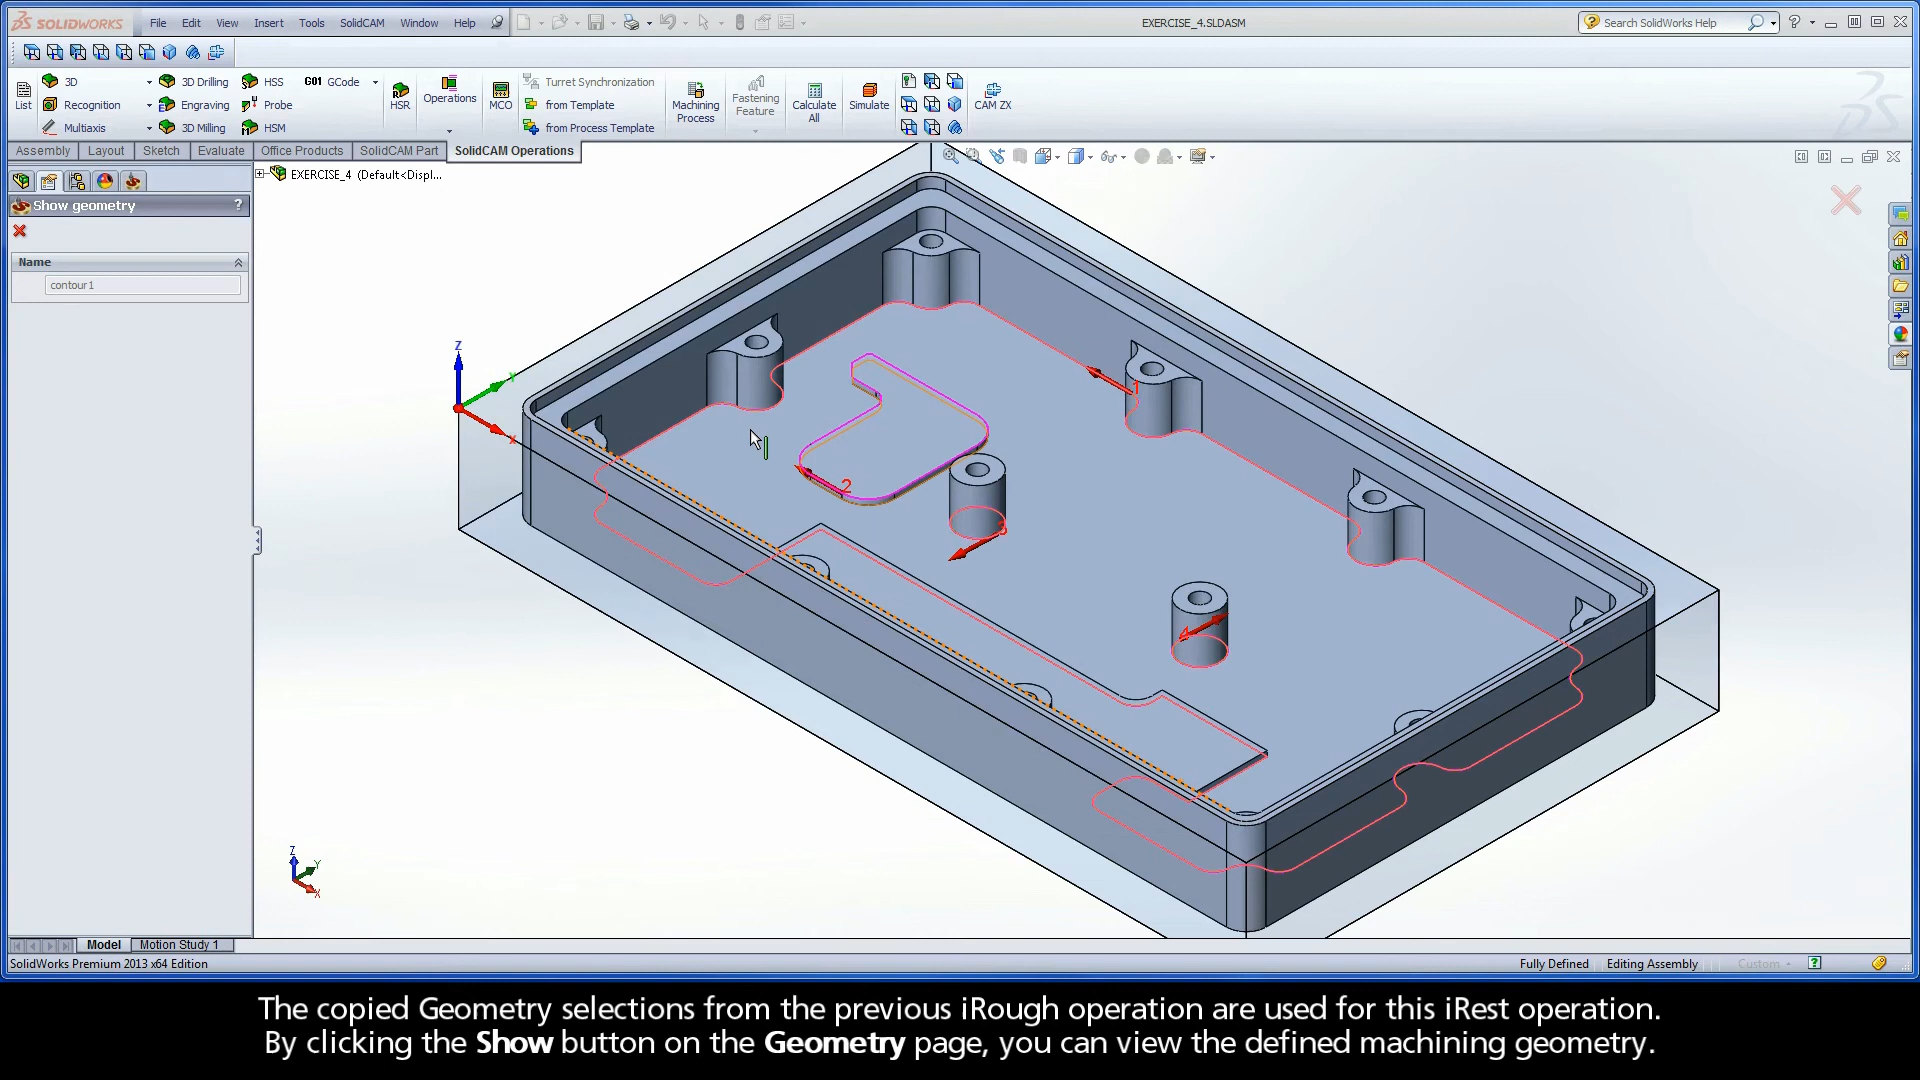 SOLIDWORKS File Edit View Insert Tools SolidCAM Window Help EXERCISE_4.SLDASM Search SolidWorks Help
3D 3D Drilling HSS G01 GCode Turret Synchronization
List Recognition Engraving Probe HSR Operations MCO from Template Machining Process Fastening Feature Calculate All Simulate CAM ZX
Multiaxis 3D Milling HSM from Process Template
Assembly Layout Sketch Evaluate Office Products SolidCAM Part SolidCAM Operations
EXERCISE_4 (Default<Displ...
Show geometry ?
Name
contour1
Z
Y
X
1
2
3
4
Z
Y
X
Model Motion Study 1
SolidWorks Premium 2013 x64 Edition Fully Defined Editing Assembly Custom
The copied Geometry selections from the previous iRough operation are used for this iRest operation.
By clicking the Show button on the Geometry page, you can view the defined machining geometry.